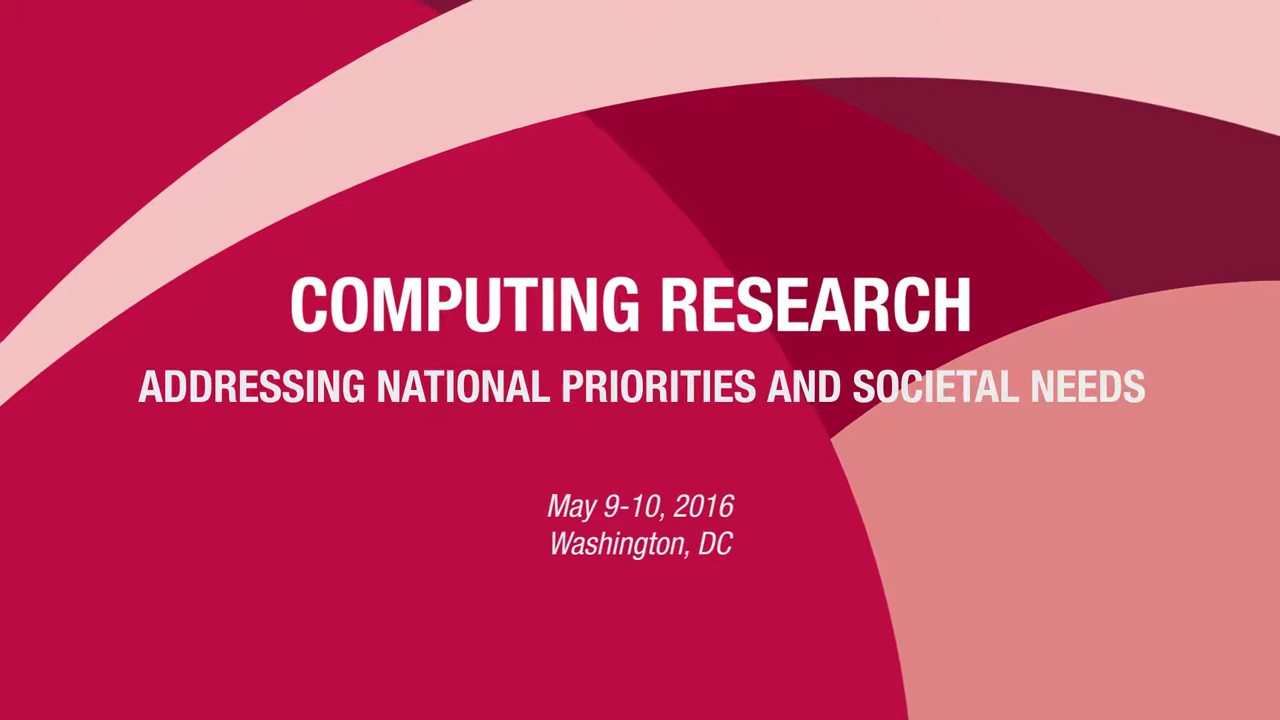 COMPUTING RESEARCH
ADDRESSING NATIONAL PRIORITIES AND SOCIETAL NEEDS
May 9-10, 2016
Washington, DC